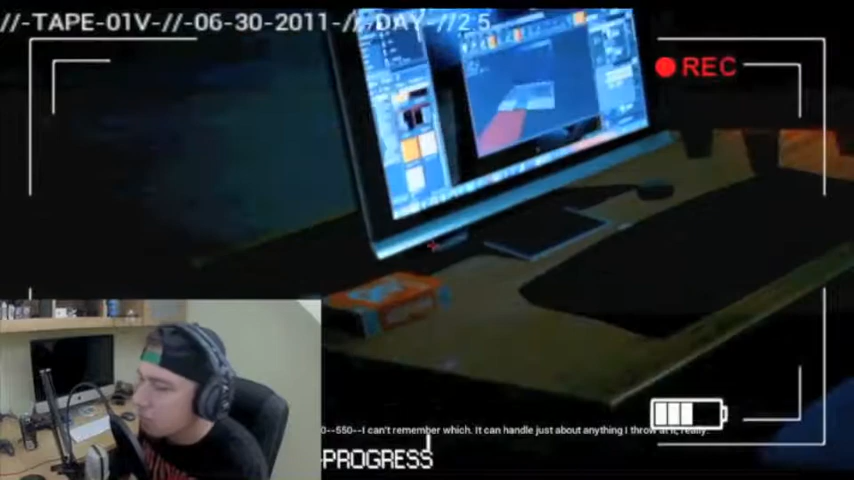 //-TAPE-01V-//-06-30-2011-//-DAY-//2 5
REC
0--550--I can't remember which. It can handle just about anything I throw at it, really.
-PROGRESS